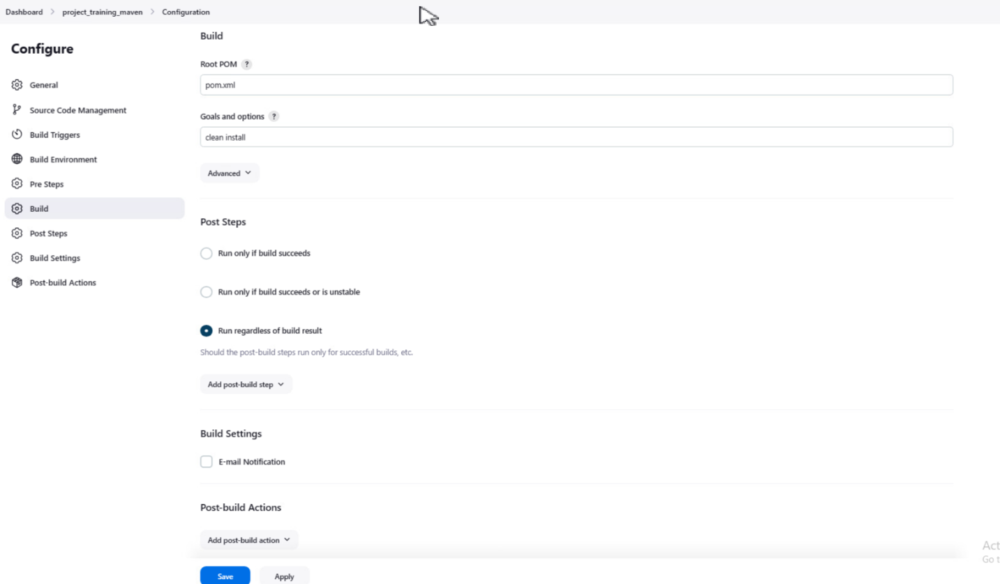 Dashboard > project_training_maven > Configuration
Configure
General
Source Code Management
Build Triggers
Build Environment
Pre Steps
Build
Post Steps
Build Settings
Post-build Actions
Build
Root POM ?
pom.xml
Goals and options ?
clean install
Advanced
Post Steps
Run only if build succeeds
Run only if build succeeds or is unstable
Run regardless of build result
Should the post-build steps run only for successful builds, etc.
Add post-build step
Build Settings
E-mail Notification
Post-build Actions
Add post-build action
Save Apply
Act
Go t